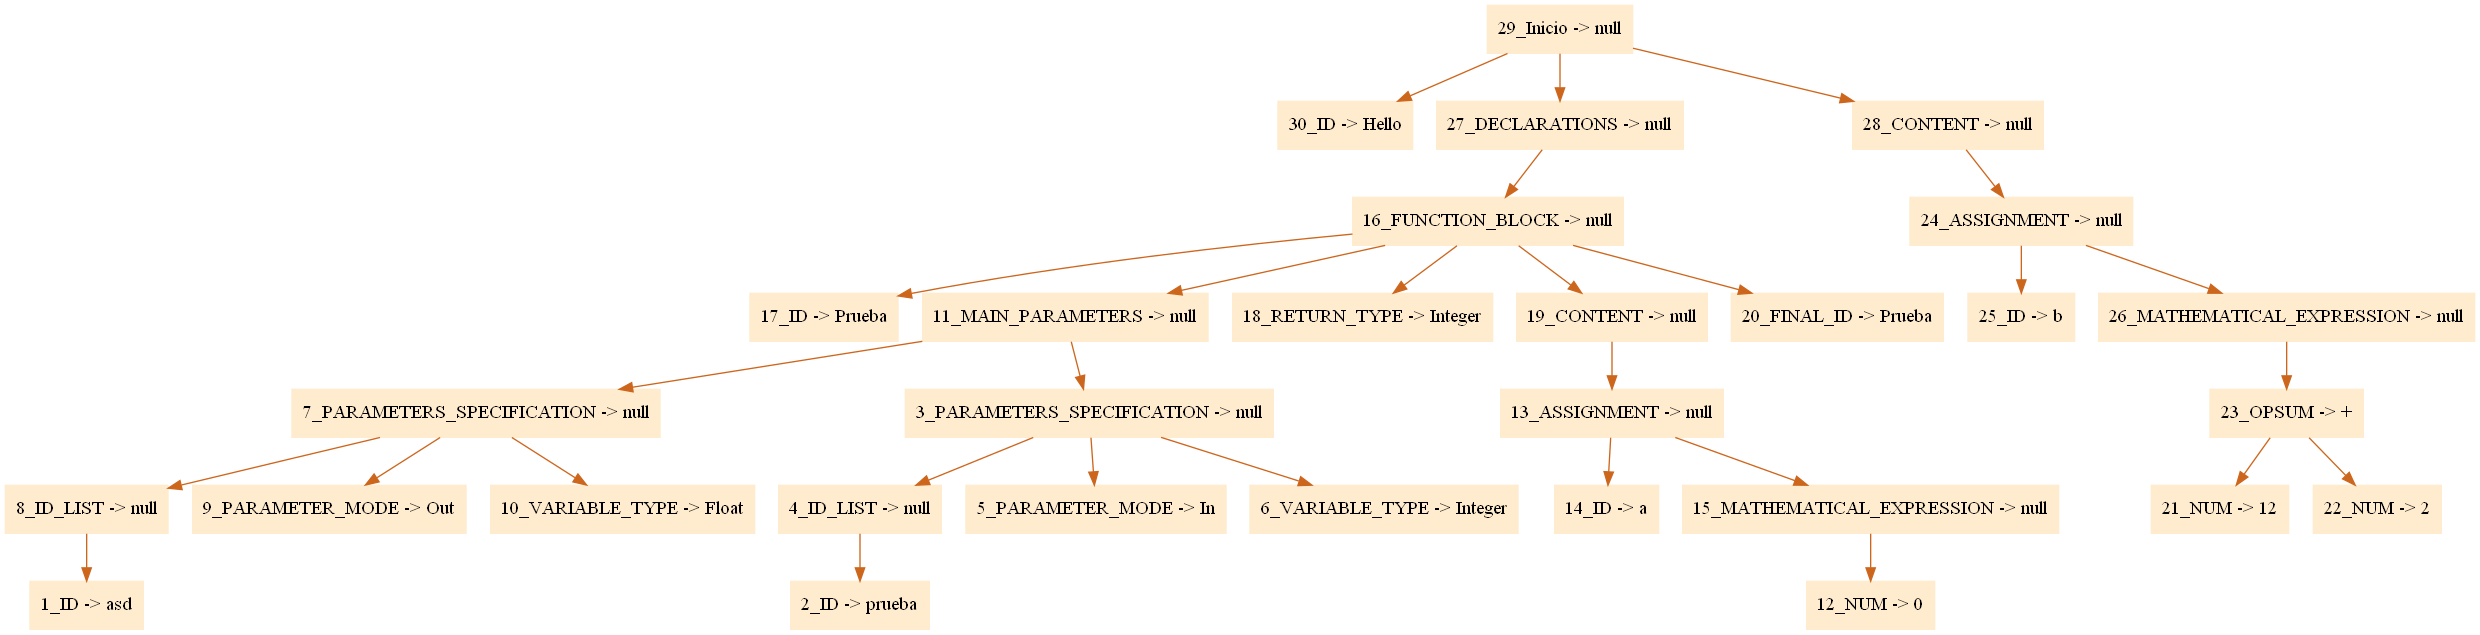 29_Inicio -> null
30_ID -> Hello
27_DECLARATIONS -> null
28_CONTENT -> null
16_FUNCTION_BLOCK -> null
24_ASSIGNMENT -> null
17_ID -> Prueba
11_MAIN_PARAMETERS -> null
18_RETURN_TYPE -> Integer
19_CONTENT -> null
20_FINAL_ID -> Prueba
25_ID -> b
26_MATHEMATICAL_EXPRESSION -> null
7_PARAMETERS_SPECIFICATION -> null
3_PARAMETERS_SPECIFICATION -> null
13_ASSIGNMENT -> null
23_OPSUM -> +
8_ID_LIST -> null
9_PARAMETER_MODE -> Out
10_VARIABLE_TYPE -> Float
4_ID_LIST -> null
5_PARAMETER_MODE -> In
6_VARIABLE_TYPE -> Integer
14_ID -> a
15_MATHEMATICAL_EXPRESSION -> null
21_NUM -> 12
22_NUM -> 2
1_ID -> asd
2_ID -> prueba
12_NUM -> 0